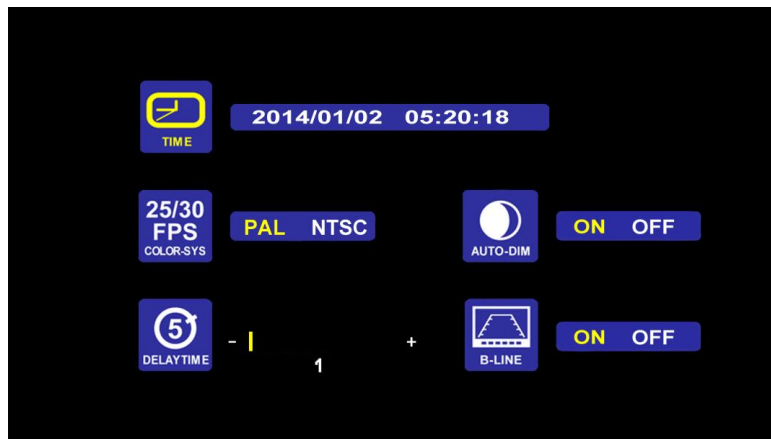 TIME
2014/01/02 05:20:18
25/30
FPS
COLOR-SYS
PAL NTSC
AUTO-DIM
ON OFF
5
DELAYTIME
- +
1
B-LINE
ON OFF